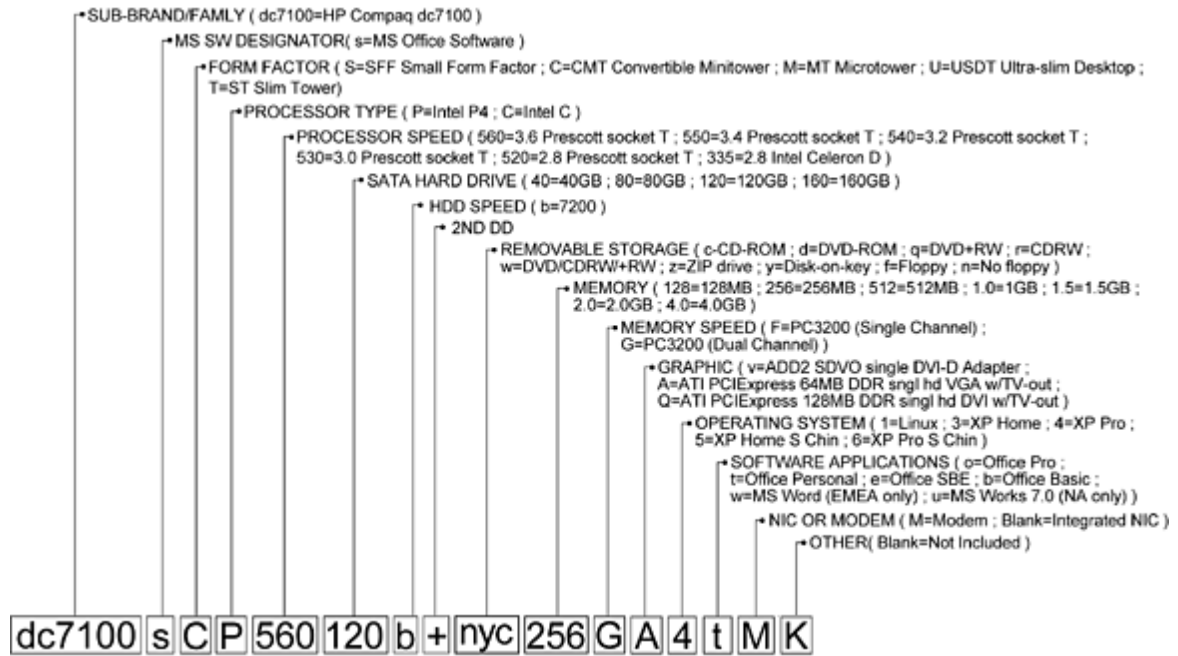 SUB-BRAND/FAMLY ( dc7100=HP Compaq dc7100 )
MS SW DESIGNATOR( s=MS Office Software )
FORM FACTOR ( S=SFF Small Form Factor ; C=CMT Convertible Minitower ; M=MT Microtower ; U=USDT Ultra-slim Desktop ;
T=ST Slim Tower)
PROCESSOR TYPE ( P=Intel P4 ; C=Intel C )
PROCESSOR SPEED ( 560=3.6 Prescott socket T ; 550=3.4 Prescott socket T ; 540=3.2 Prescott socket T ;
530=3.0 Prescott socket T ; 520=2.8 Prescott socket T ; 335=2.8 Intel Celeron D )
SATA HARD DRIVE ( 40=40GB ; 80=80GB ; 120=120GB ; 160=160GB )
HDD SPEED ( b=7200 )
2ND DD
REMOVABLE STORAGE ( c-CD-ROM ; d=DVD-ROM ; q=DVD+RW ; r=CDRW ;
w=DVD/CDRW/+RW ; z=ZIP drive ; y=Disk-on-key ; f=Floppy ; n=No floppy )
MEMORY ( 128=128MB ; 256=256MB ; 512=512MB ; 1.0=1GB ; 1.5=1.5GB ;
2.0=2.0GB ; 4.0=4.0GB )
MEMORY SPEED ( F=PC3200 (Single Channel) ;
G=PC3200 (Dual Channel) )
GRAPHIC ( v=ADD2 SDVO single DVI-D Adapter ;
A=ATI PCIExpress 64MB DDR sngl hd VGA w/TV-out ;
Q=ATI PCIExpress 128MB DDR singl hd DVI w/TV-out )
OPERATING SYSTEM ( 1=Linux ; 3=XP Home ; 4=XP Pro ;
5=XP Home S Chin ; 6=XP Pro S Chin )
SOFTWARE APPLICATIONS ( o=Office Pro ;
t=Office Personal ; e=Office SBE ; b=Office Basic ;
w=MS Word (EMEA only) ; u=MS Works 7.0 (NA only) )
NIC OR MODEM ( M=Modem ; Blank=Integrated NIC )
OTHER( Blank=Not Included )
dc7100 s C P 560 120 b + nyc 256 G A 4 t M K